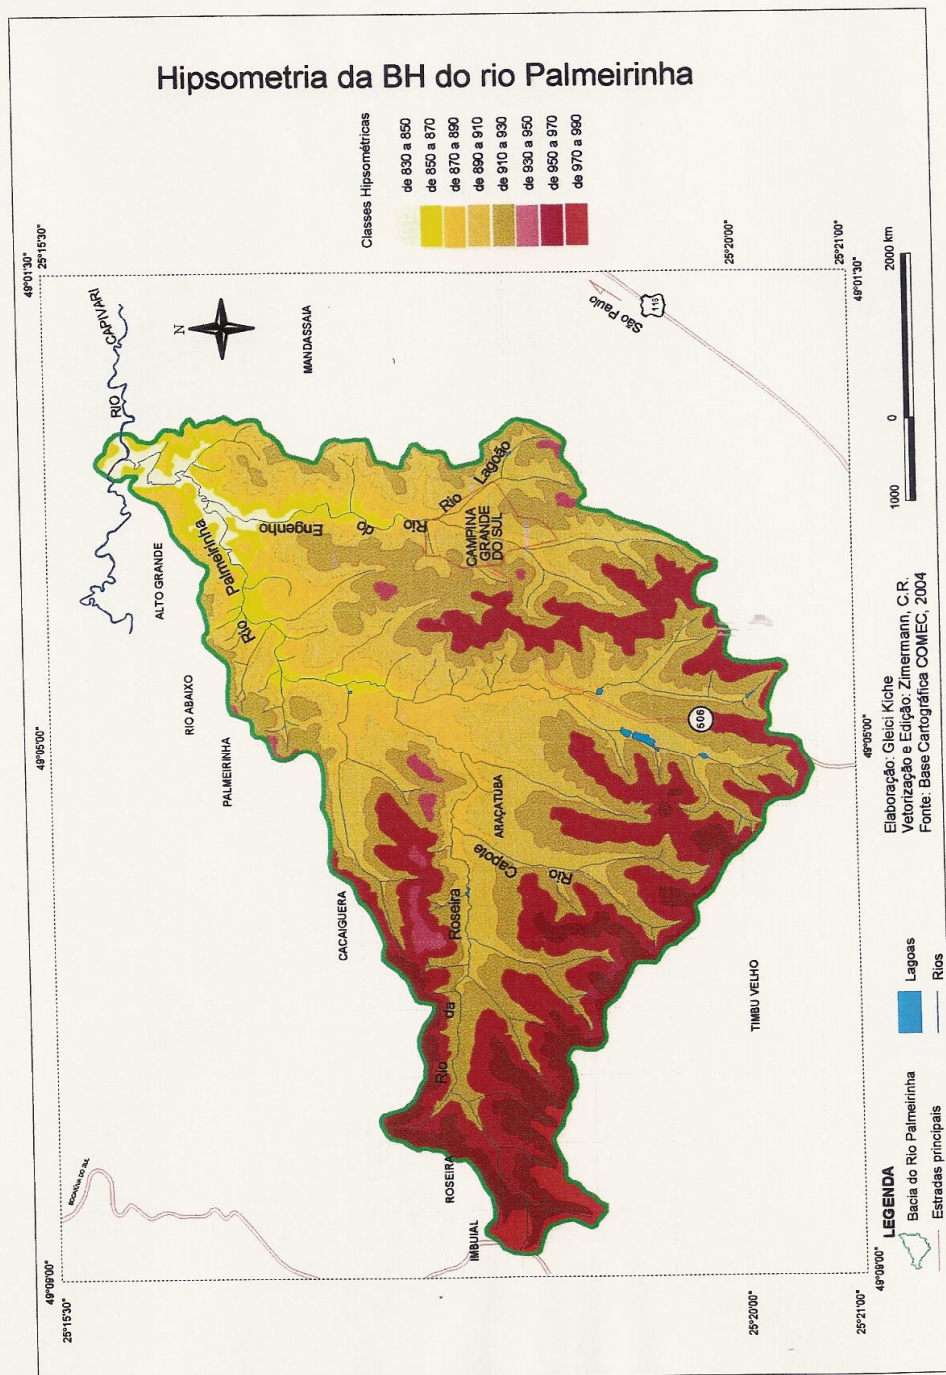 Hipsometria da BH do rio Palmeirinha
Classes Hipsométricas
de 830 a 850
de 850 a 870
de 870 a 890
de 890 a 910
de 910 a 930
de 930 a 950
de 950 a 970
de 970 a 990
49°09'00"
49°05'00"
49°01'30"
25°15'30"
25°15'30"
BOCAIÚVA DO SUL
RIO CAPIVARI
N
ALTO GRANDE
MANDASSAIA
RIO ABAIXO
PALMEIRINHA
Rio Palmeirinha
Rio do Engenho
Rio Lagoão
CAMPINA
GRANDE
DO SUL
CACAIGUERA
ARAÇATUBA
Rio Capote
Rio da Roseira
ROSEIRA
IMBUIAL
TIMBU VELHO
506
São Paulo
116
25°20'00"
25°20'00"
25°21'00"
25°21'00"
49°09'00"
49°05'00"
49°01'30"
LEGENDA
Bacia do Rio Palmeirinha
Estradas principais
Lagoas
Rios
Elaboração: Gleici Kiche
Vetorização e Edição: Zimermann, C.R.
Fonte: Base Cartográfica COMEC, 2004
1000
0
2000 km